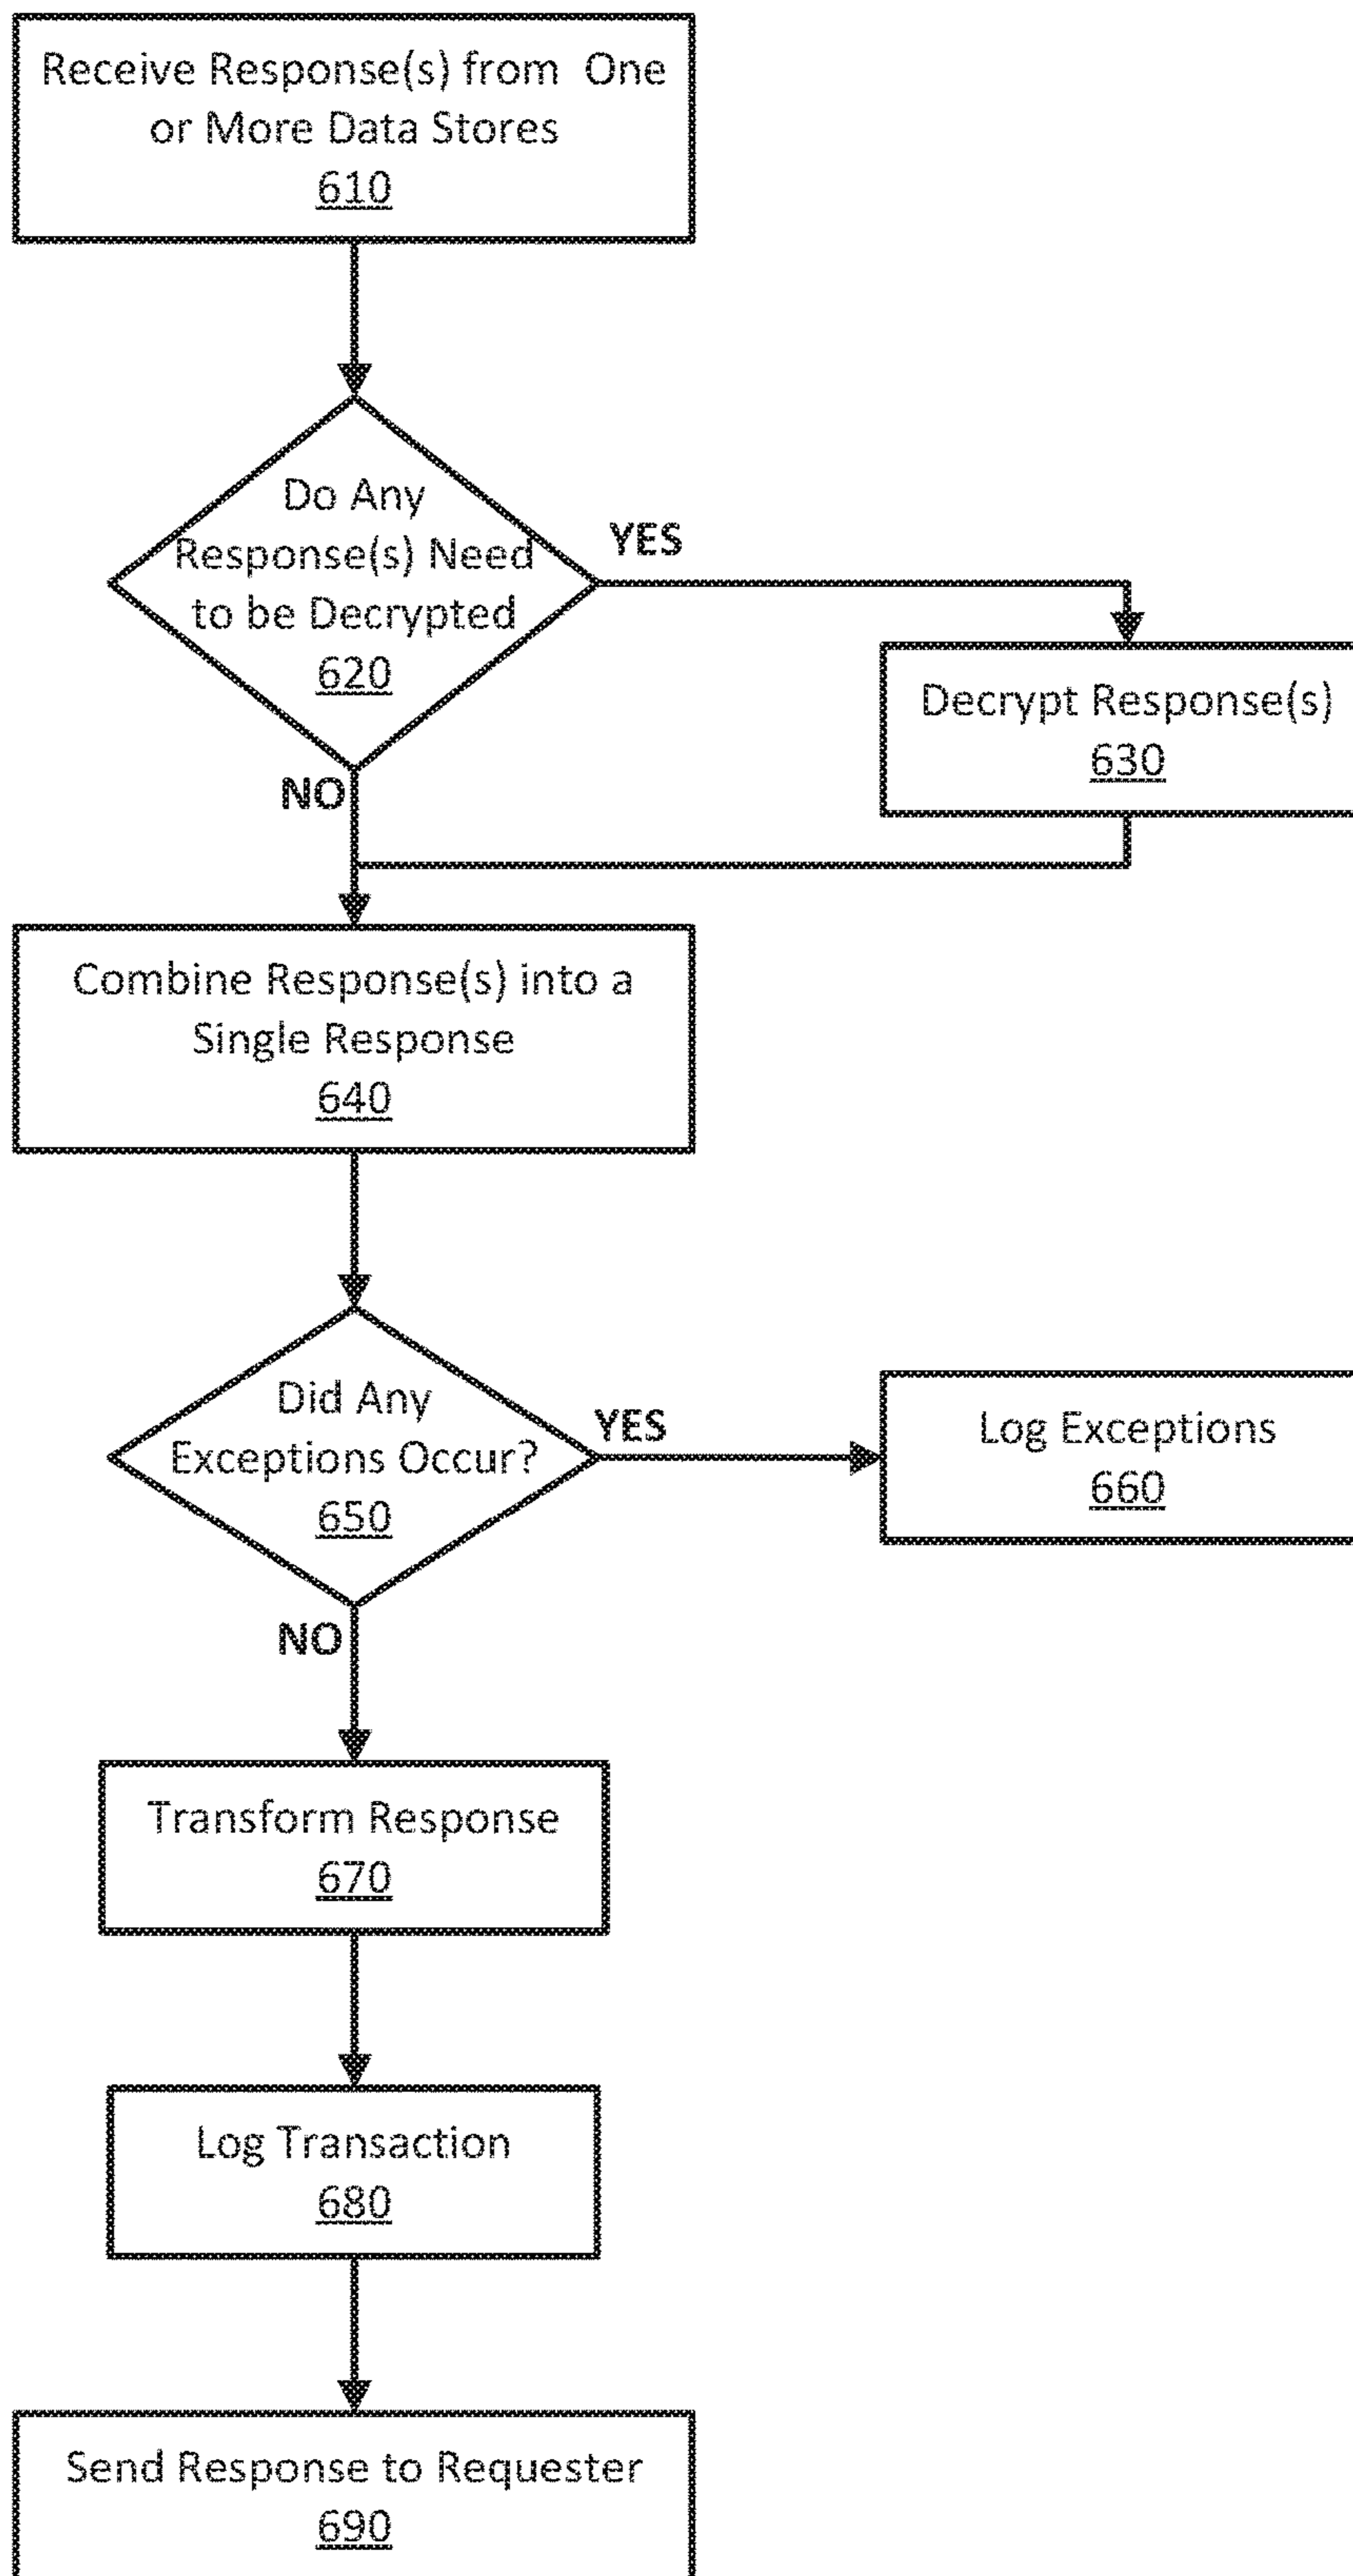 Receive Response(s) from One
or More Data Stores
610
Do Any
Response(s) Need
to be Decrypted
620
YES
Decrypt Response(s)
630
NO
Combine Response(s) into a
Single Response
640
Did Any
Exceptions Occur?
650
YES
Log Exceptions
660
NO
Transform Response
670
Log Transaction
680
Send Response to Requester
690